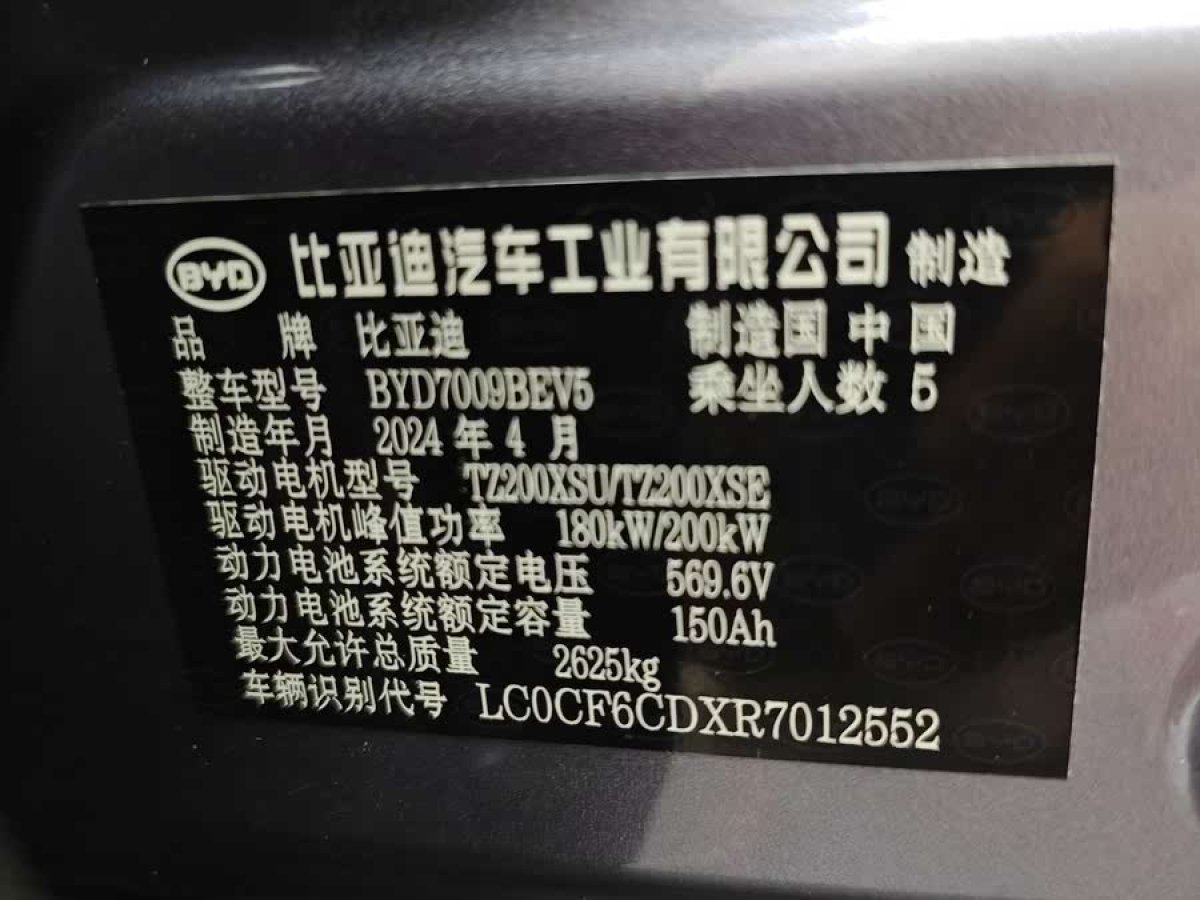 BYD 比亚迪汽车工业有限公司 制造
品 牌 比亚迪 制造国 中国
整车型号 BYD7009BEV5 乘坐人数 5
制造年月 2024 年 4 月
驱动电机型号 TZ200XSU/TZ200XSE
驱动电机峰值功率 180kW/200kW
动力电池系统额定电压 569.6V
动力电池系统额定容量 150Ah
最大允许总质量 2625kg
车辆识别代号 LC0CF6CDXR7012552